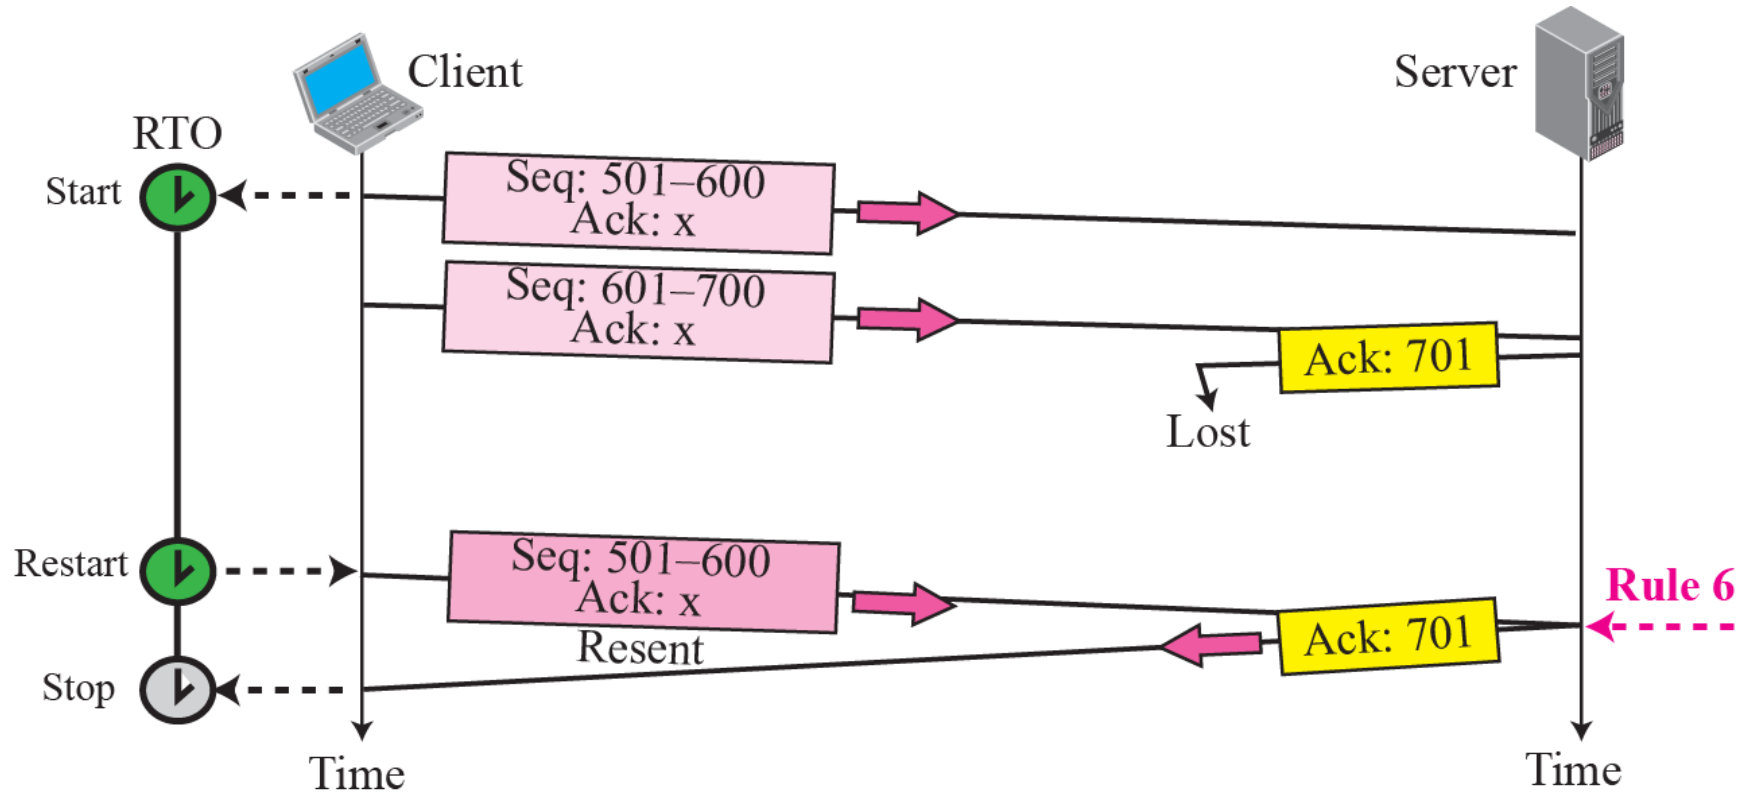 Client
Server
RTO
Start
Seq: 501–600
Ack: x
Seq: 601–700
Ack: x
Ack: 701
Lost
Restart
Seq: 501–600
Ack: x
Resent
Rule 6
Ack: 701
Stop
Time
Time